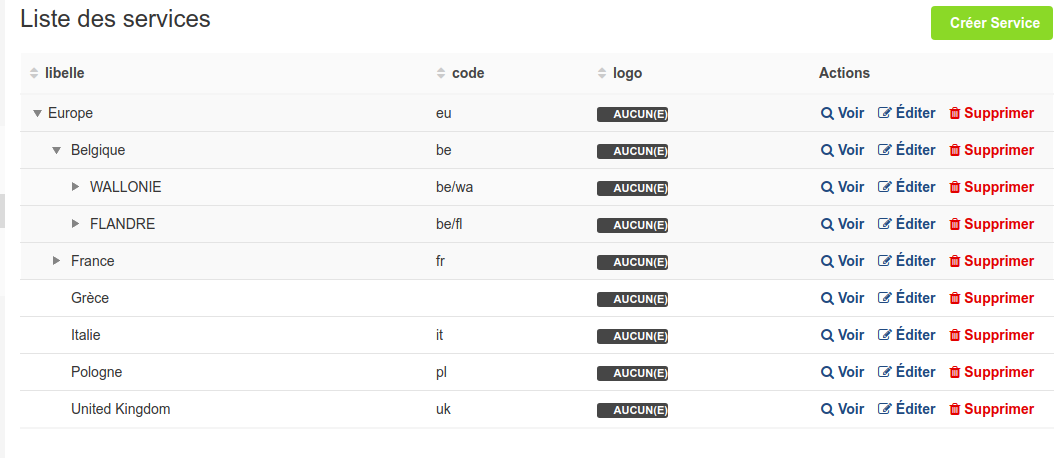 Liste des services
Créer Service
libelle code logo Actions
Europe eu AUCUN(E) Voir Éditer Supprimer
Belgique be AUCUN(E) Voir Éditer Supprimer
WALLONIE be/wa AUCUN(E) Voir Éditer Supprimer
FLANDRE be/fl AUCUN(E) Voir Éditer Supprimer
France fr AUCUN(E) Voir Éditer Supprimer
Grèce AUCUN(E) Voir Éditer Supprimer
Italie it AUCUN(E) Voir Éditer Supprimer
Pologne pl AUCUN(E) Voir Éditer Supprimer
United Kingdom uk AUCUN(E) Voir Éditer Supprimer